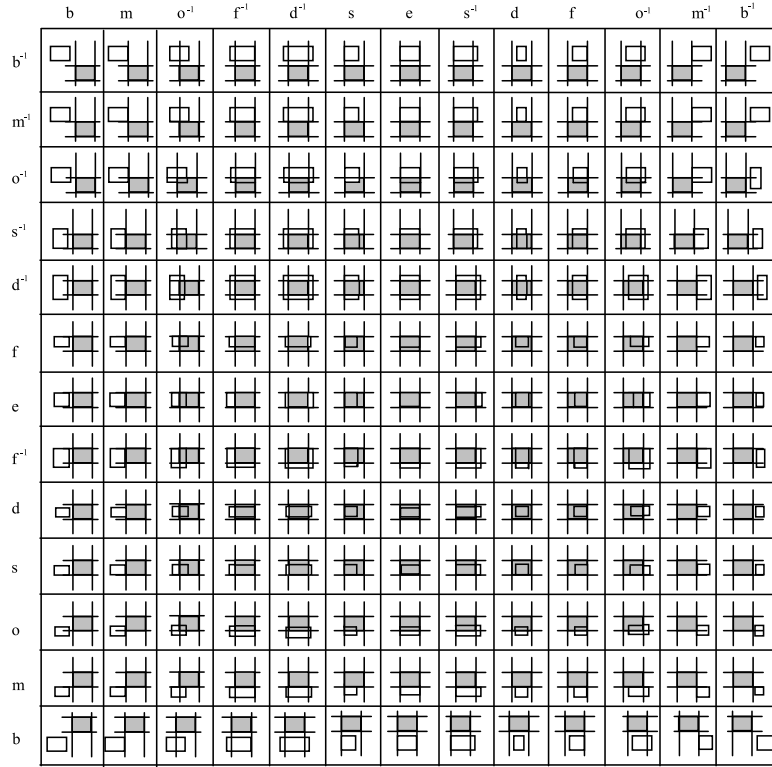 b m o⁻¹ f⁻¹ d⁻¹ s e s⁻¹ d f o⁻¹ m⁻¹ b⁻¹
b⁻¹
m⁻¹
o⁻¹
s⁻¹
d⁻¹
f
e
f⁻¹
d
s
o
m
b